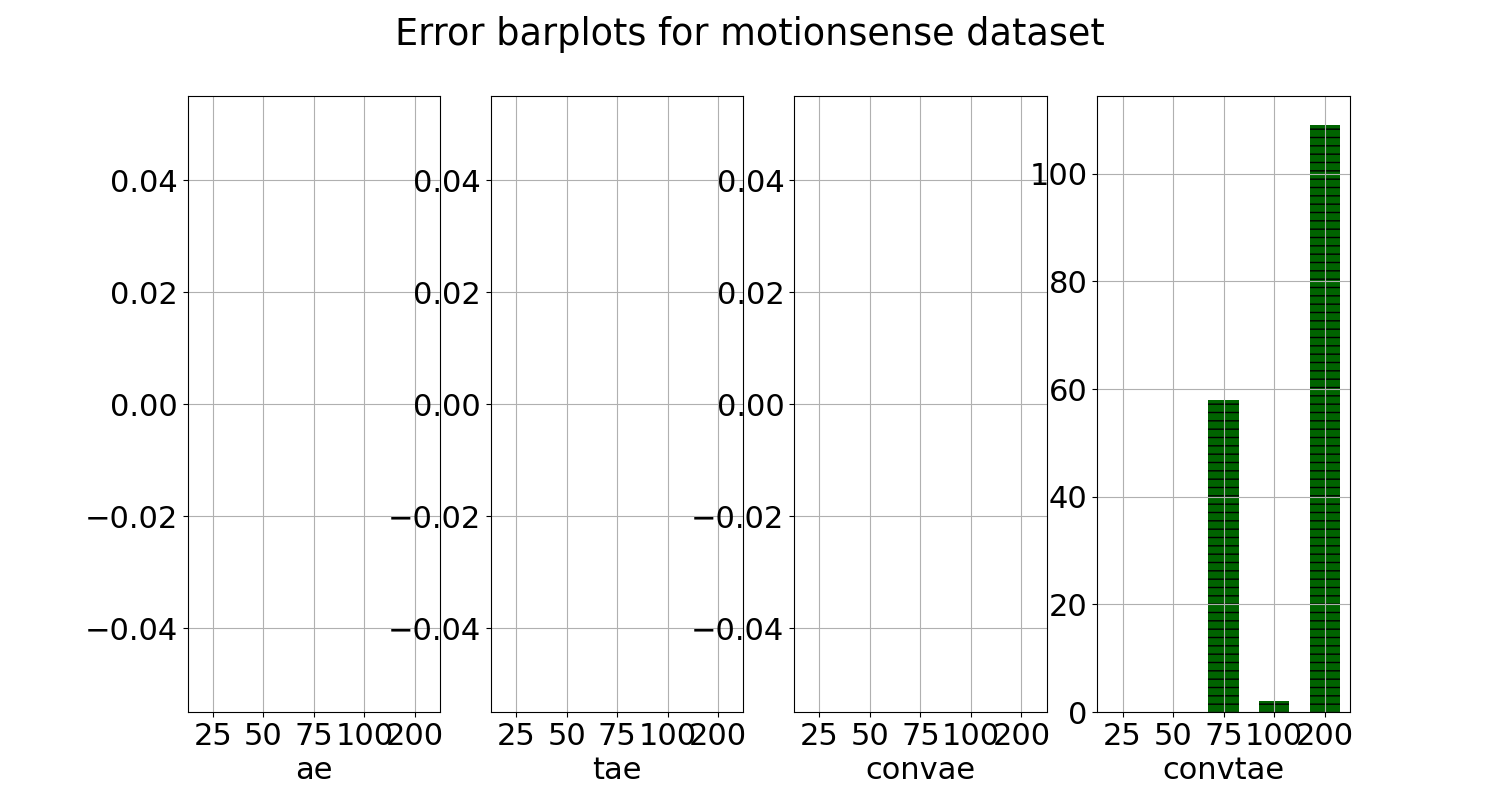 Error barplots for motionsense dataset
0.04 0.04 0.04 100
80
0.02 0.02 0.02
60
0.00 0.00 0.00
40
−0.02 −0.02 −0.02
20
−0.04 −0.04 −0.04
0
25 50 75 100 200 25 50 75 100 200 25 50 75 100 200 25 50 75 100 200
ae tae convae convtae